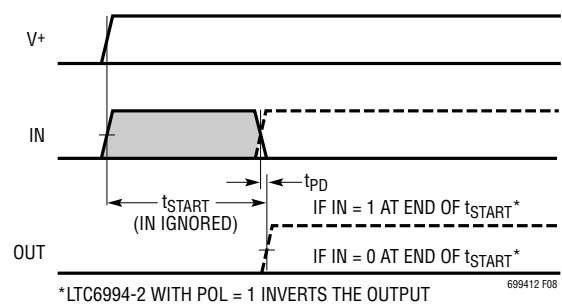 V+
IN
tPD
tSTART
(IN IGNORED)
IF IN = 1 AT END OF tSTART*
OUT
IF IN = 0 AT END OF tSTART*
*LTC6994-2 WITH POL = 1 INVERTS THE OUTPUT
699412 F08